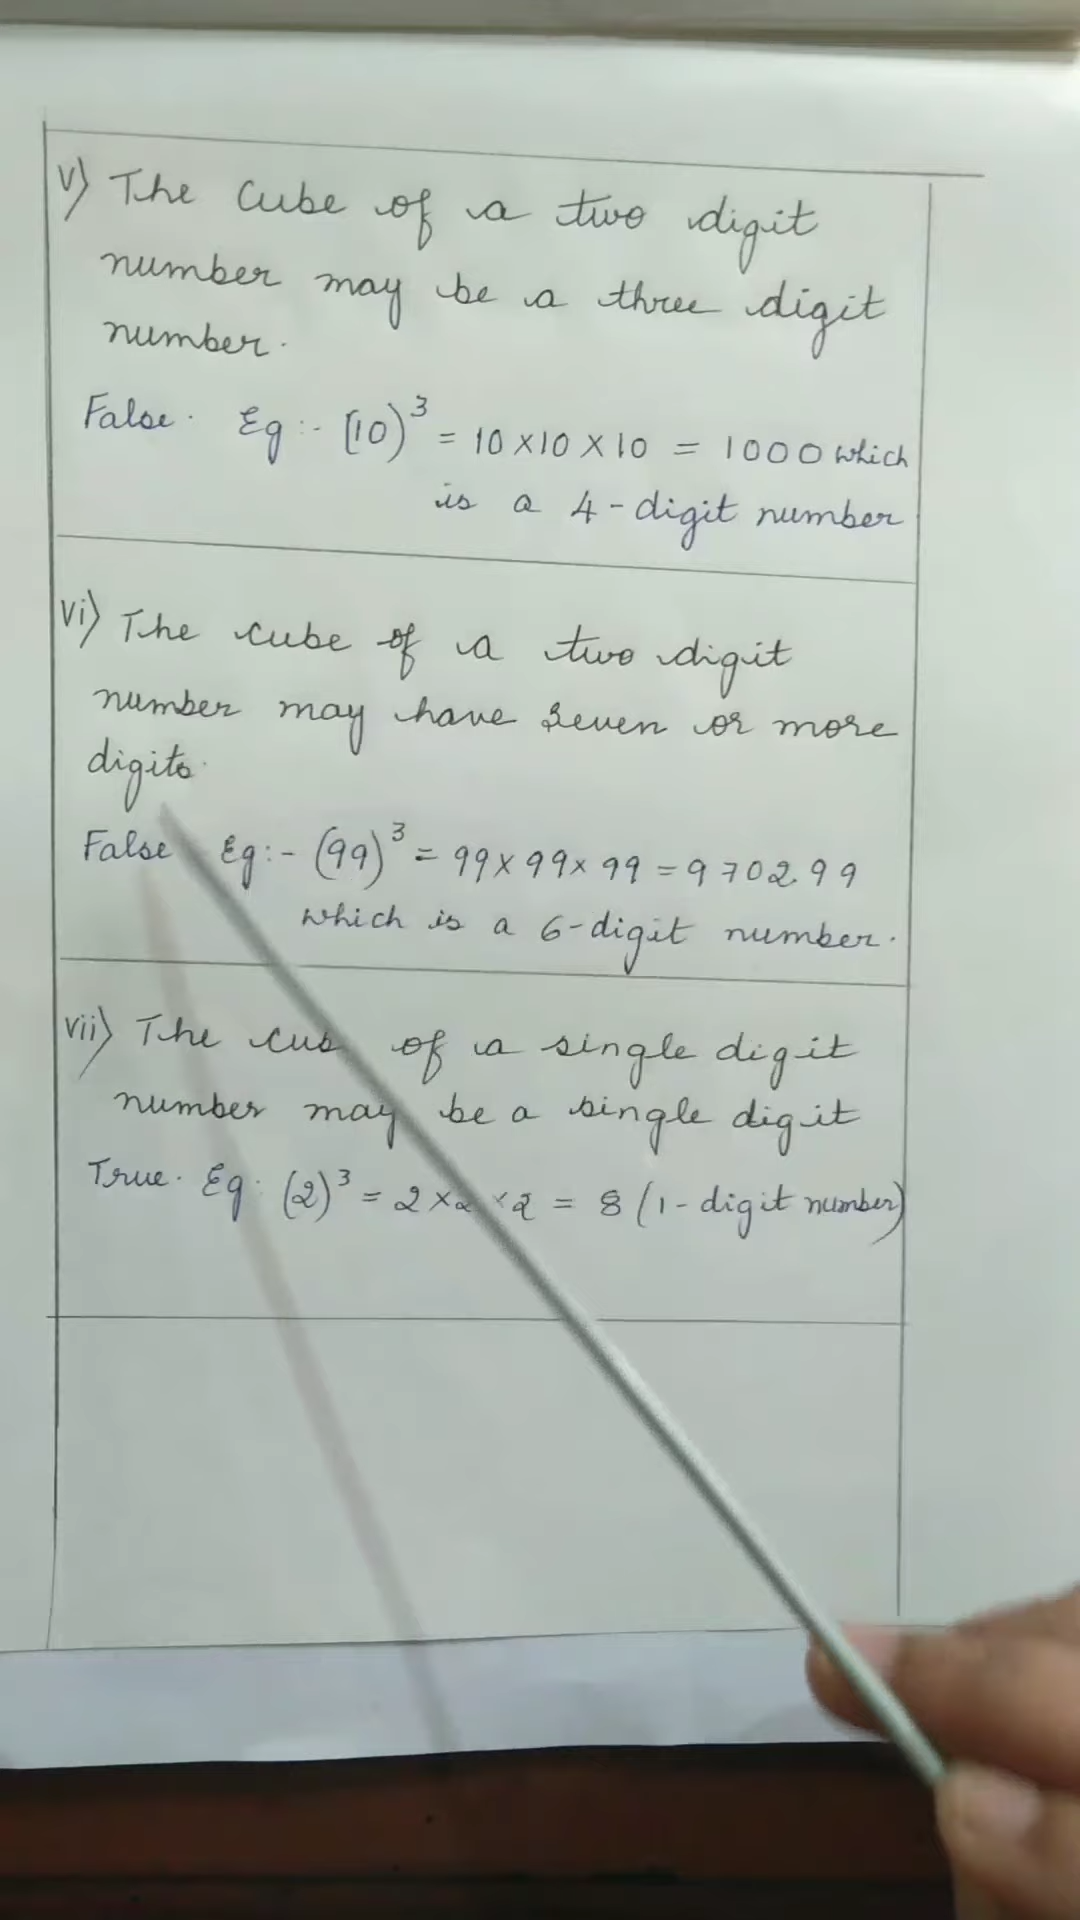 v) The cube of a two digit
number may be a three digit
number.
False. Eg:- (10)³ = 10 × 10 × 10 = 1000 which
is a 4-digit number
vi) The cube of a two digit
number may have seven or more
digits.
False Eg:- (99)³ = 99 × 99 × 99 = 970299
which is a 6-digit number.
vii) The cub of a single digit
number may be a single digit
True. Eg: (2)³ = 2 × 2 × 2 = 8 (1-digit number)